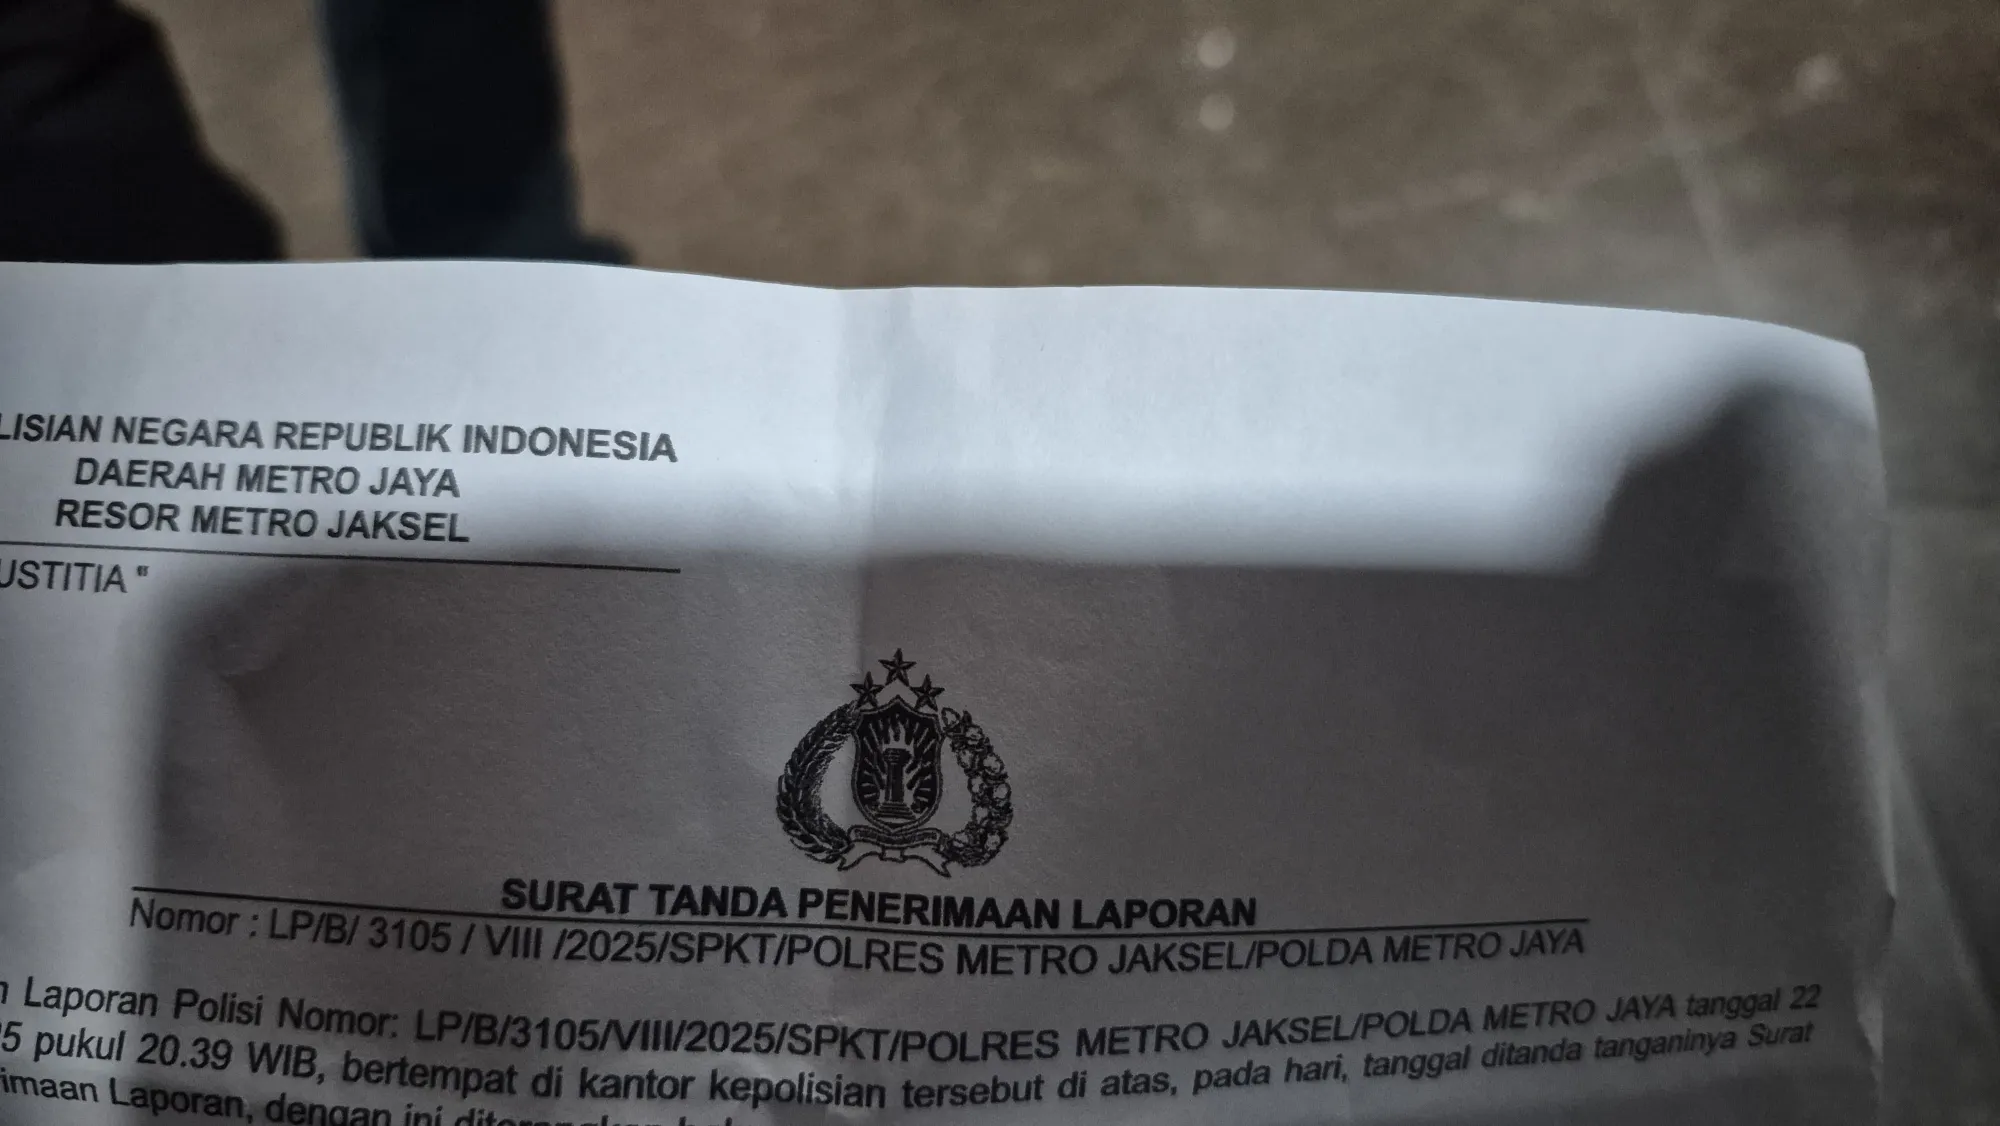 LISIAN NEGARA REPUBLIK INDONESIA
DAERAH METRO JAYA
RESOR METRO JAKSEL
USTITIA "
SURAT TANDA PENERIMAAN LAPORAN
Nomor : LP/B/ 3105 / VIII /2025/SPKT/POLRES METRO JAKSEL/POLDA METRO JAYA
n Laporan Polisi Nomor: LP/B/3105/VIII/2025/SPKT/POLRES METRO JAKSEL/POLDA METRO JAYA tanggal 22
5 pukul 20.39 WIB, bertempat di kantor kepolisian tersebut di atas, pada hari, tanggal ditanda tanganinya Surat
imaan Laporan, dengan ini